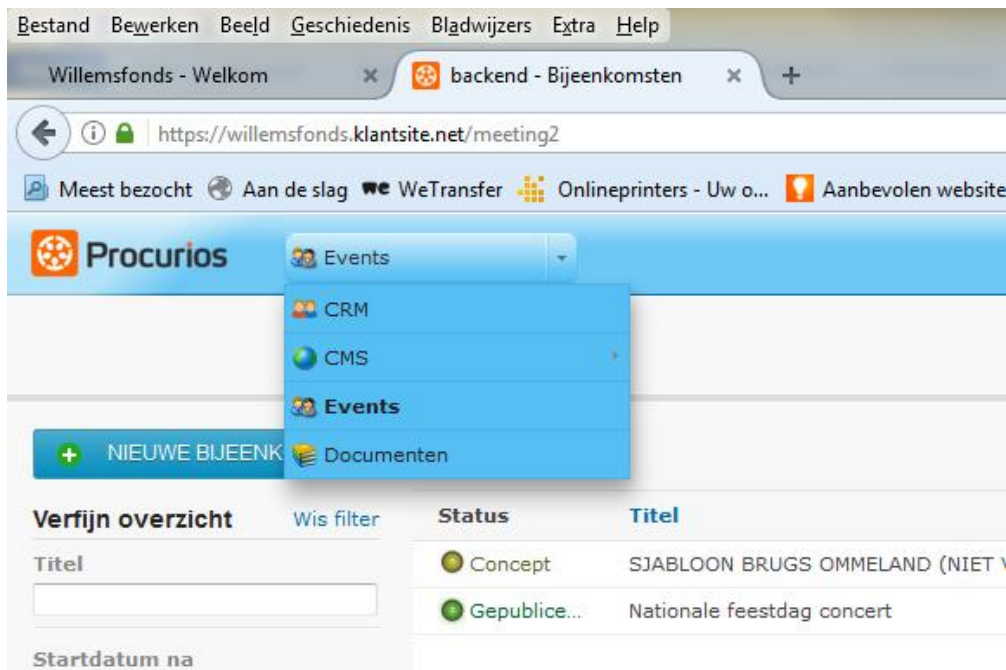 Bestand Bewerken Beeld Geschiedenis Bladwijzers Extra Help
Willemsfonds - Welkom × backend - Bijeenkomsten × +
https://willemsfonds.klantsite.net/meeting2
Meest bezocht Aan de slag we WeTransfer Onlineprinters - Uw o... Aanbevolen website
Procurios Events
CRM
CMS
Events
NIEUWE BIJEENK Documenten
Verfijn overzicht Wis filter Status Titel
Titel Concept SJABLOON BRUGS OMMELAND (NIET
Gepublice... Nationale feestdag concert
Startdatum na